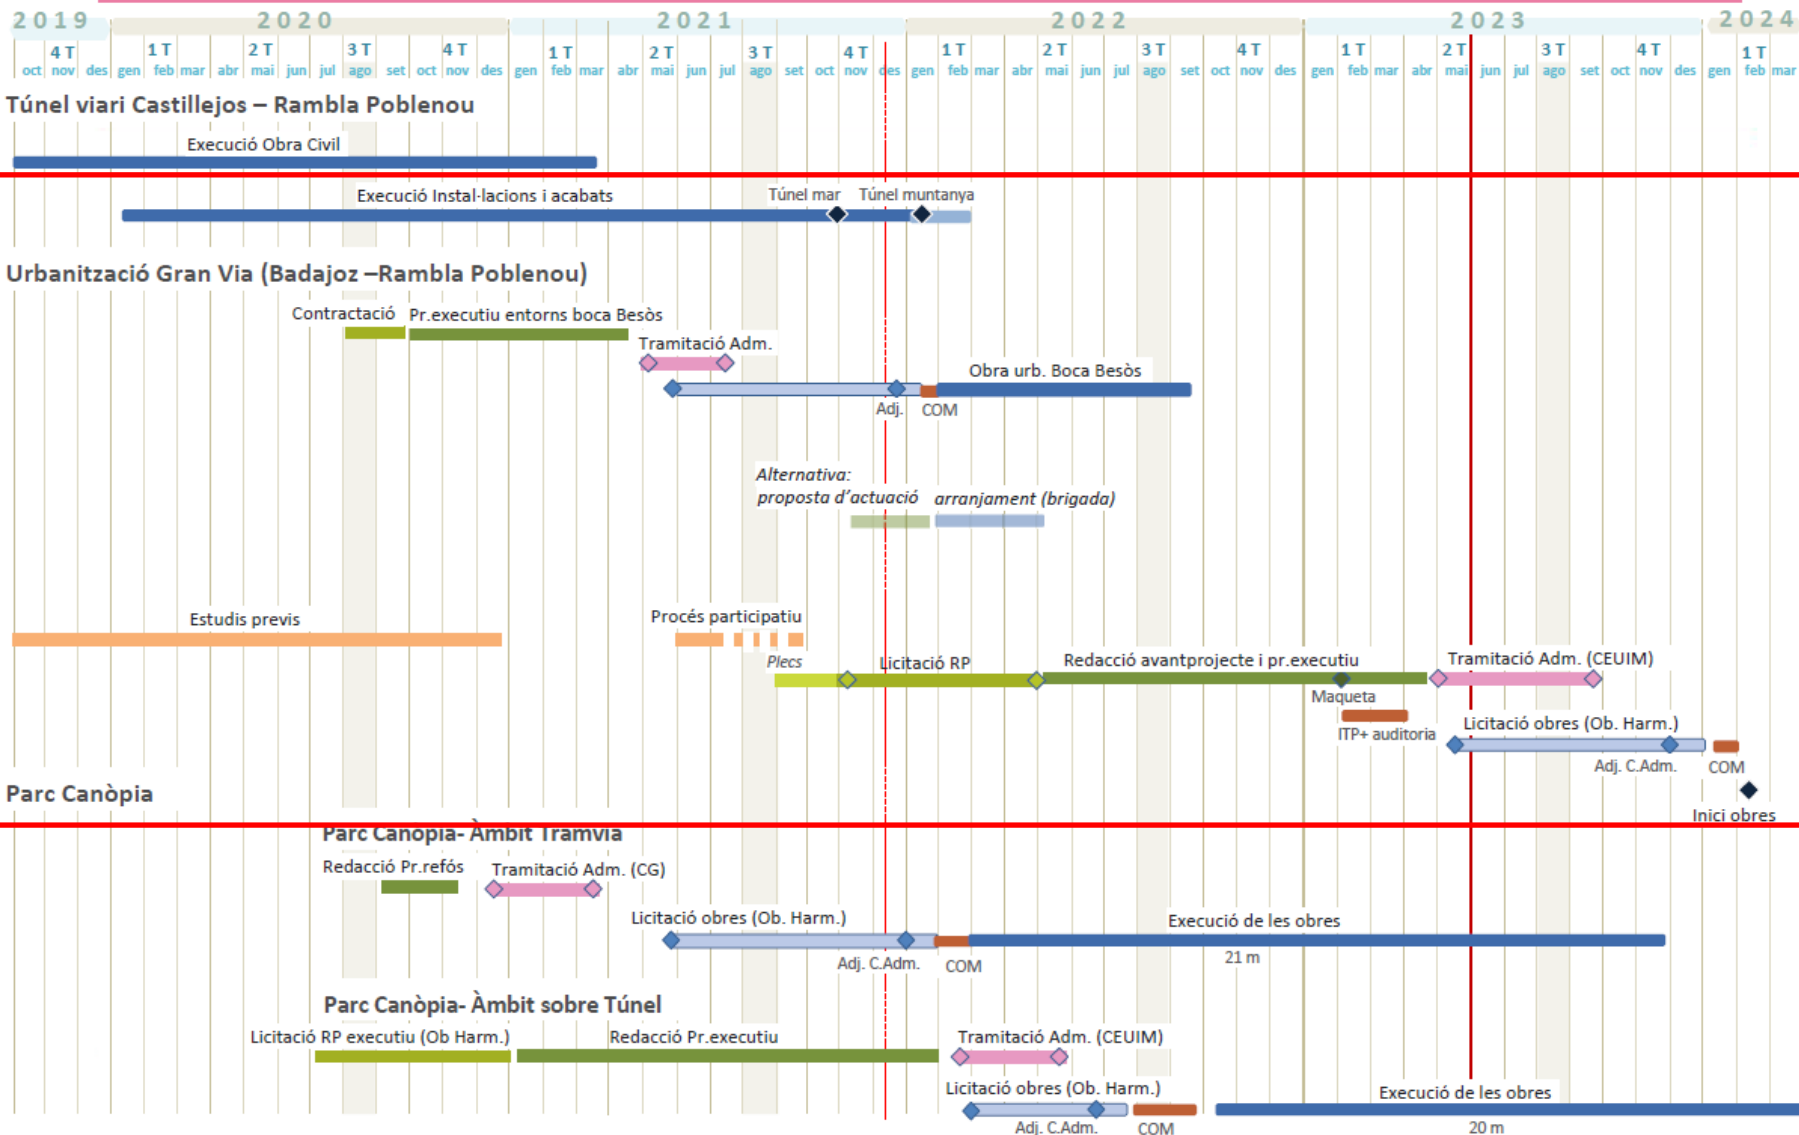 2019 2020 2021 2022 2023 2024
4 T 1 T 2 T 3 T 4 T 1 T 2 T 3 T 4 T 1 T 2 T 3 T 4 T 1 T 2 T 3 T 4 T 1 T
oct nov des gen feb mar abr mai jun jul ago set oct nov des gen feb mar abr mai jun jul ago set oct nov des gen feb mar abr mai jun jul ago set oct nov des gen feb mar abr mai jun jul ago set oct nov des gen feb mar
Túnel viari Castillejos – Rambla Poblenou
Execució Obra Civil
Execució Instal·lacions i acabats Túnel mar Túnel muntanya
Urbanització Gran Via (Badajoz –Rambla Poblenou)
Contractació Pr.executiu entorns boca Besòs
Tramitació Adm.
Obra urb. Boca Besòs
Adj. COM
Alternativa:
proposta d'actuació arranjament (brigada)
Estudis previs Procés participatiu
Plecs Licitació RP Redacció avantprojecte i pr.executiu Tramitació Adm. (CEUIM)
Maqueta
ITP+ auditoria Licitació obres (Ob. Harm.)
Adj. C.Adm. COM
Parc Canòpia
Inici obres
Parc Canòpia- Àmbit Tramvia
Redacció Pr.refós Tramitació Adm. (CG)
Licitació obres (Ob. Harm.) Execució de les obres
Adj. C.Adm. COM 21 m
Parc Canòpia- Àmbit sobre Túnel
Licitació RP executiu (Ob Harm.) Redacció Pr.executiu Tramitació Adm. (CEUIM)
Licitació obres (Ob. Harm.) Execució de les obres
Adj. C.Adm. COM 20 m